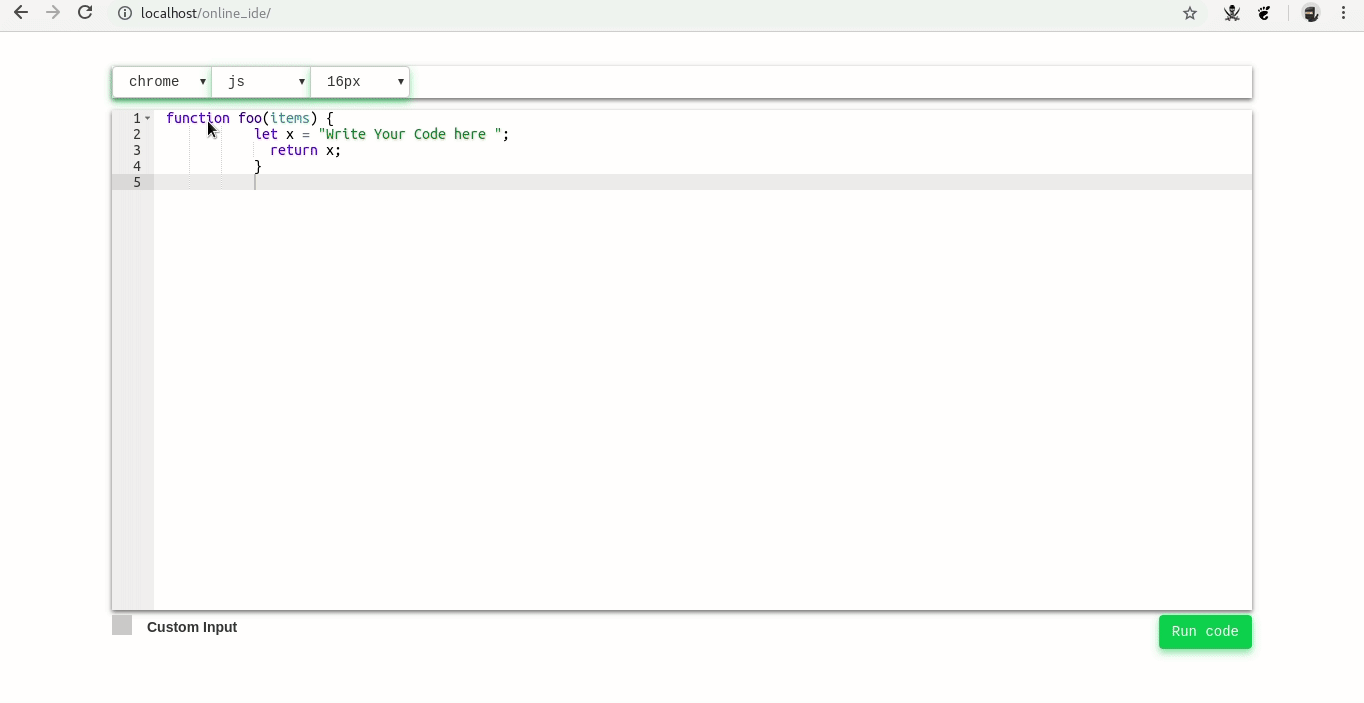 localhost/online_ide/
chrome js 16px
1 function foo(items) {
2 let x = "Write Your Code here ";
3 return x;
4 }
5
Custom Input Run code